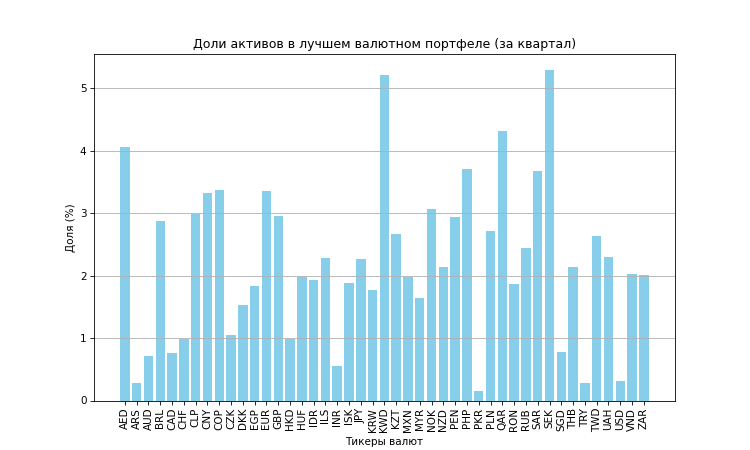 Доли активов в лучшем валютном портфеле (за квартал)
Доля (%)
5
4
3
2
1
0
AED ARS AUD BRL CAD CHF CLP CNY COP CZK DKK EGP EUR GBP HKD HUF IDR ILS INR ISK JPY KRW KWD KZT MXN MYR NOK NZD PEN PHP PKR PLN QAR RON RUB SAR SEK SGD THB TRY TWD UAH USD VND ZAR
Тикеры валют